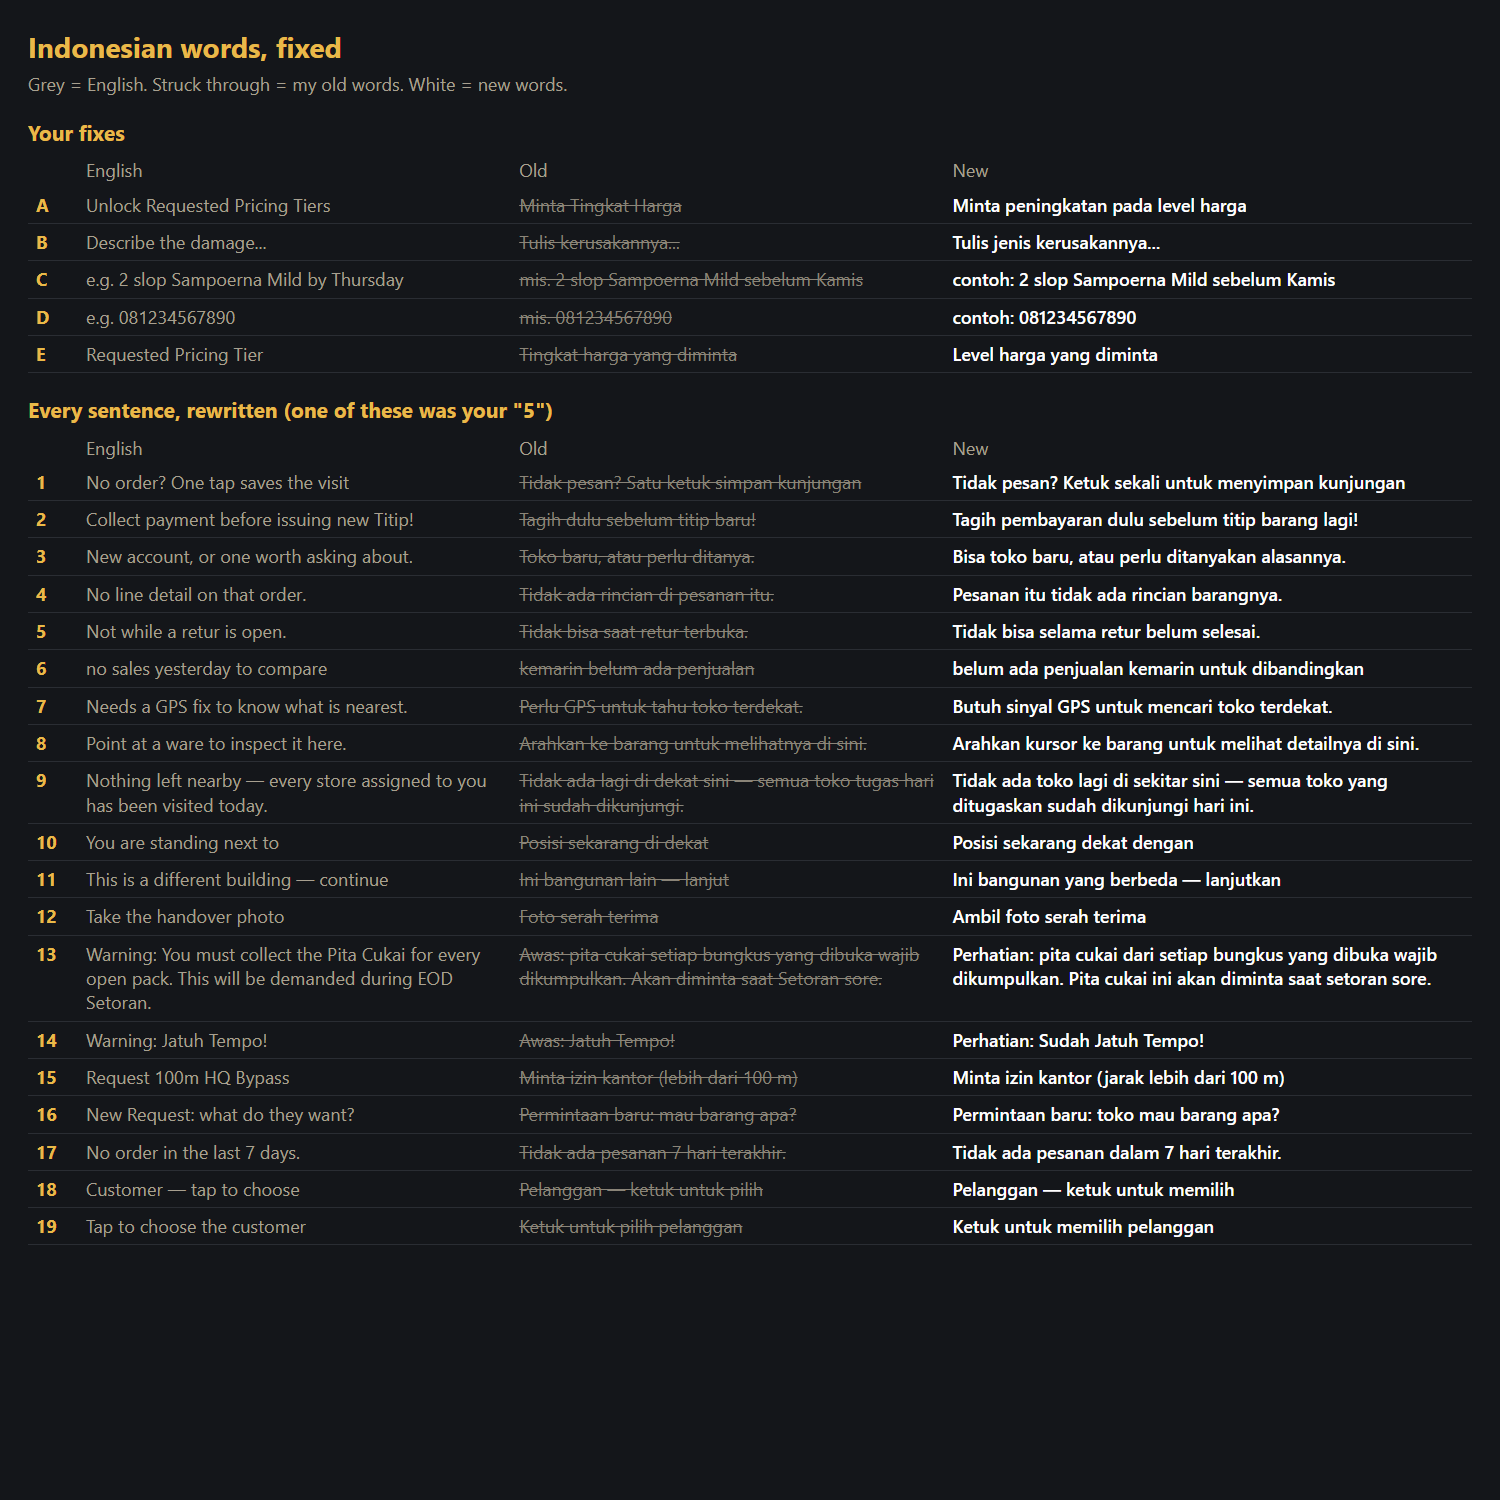 Indonesian words, fixed
Grey = English. Struck through = my old words. White = new words.
Your fixes
English Old New
A Unlock Requested Pricing Tiers Minta Tingkat Harga Minta peningkatan pada level harga
B Describe the damage... Tulis kerusakannya... Tulis jenis kerusakannya...
C e.g. 2 slop Sampoerna Mild by Thursday mis. 2 slop Sampoerna Mild sebelum Kamis contoh: 2 slop Sampoerna Mild sebelum Kamis
D e.g. 081234567890 mis. 081234567890 contoh: 081234567890
E Requested Pricing Tier Tingkat harga yang diminta Level harga yang diminta
Every sentence, rewritten (one of these was your "5")
English Old New
1 No order? One tap saves the visit Tidak pesan? Satu ketuk simpan kunjungan Tidak pesan? Ketuk sekali untuk menyimpan kunjungan
2 Collect payment before issuing new Titip! Tagih dulu sebelum titip baru! Tagih pembayaran dulu sebelum titip barang lagi!
3 New account, or one worth asking about. Toko baru, atau perlu ditanya. Bisa toko baru, atau perlu ditanyakan alasannya.
4 No line detail on that order. Tidak ada rincian di pesanan itu. Pesanan itu tidak ada rincian barangnya.
5 Not while a retur is open. Tidak bisa saat retur terbuka. Tidak bisa selama retur belum selesai.
6 no sales yesterday to compare kemarin belum ada penjualan belum ada penjualan kemarin untuk dibandingkan
7 Needs a GPS fix to know what is nearest. Perlu GPS untuk tahu toko terdekat. Butuh sinyal GPS untuk mencari toko terdekat.
8 Point at a ware to inspect it here. Arahkan ke barang untuk melihatnya di sini. Arahkan kursor ke barang untuk melihat detailnya di sini.
9 Nothing left nearby — every store assigned to you Tidak ada lagi di dekat sini — semua toko tugas hari Tidak ada toko lagi di sekitar sini — semua toko yang
has been visited today. ini sudah dikunjungi. ditugaskan sudah dikunjungi hari ini.
10 You are standing next to Posisi sekarang di dekat Posisi sekarang dekat dengan
11 This is a different building — continue Ini bangunan lain — lanjut Ini bangunan yang berbeda — lanjutkan
12 Take the handover photo Foto serah terima Ambil foto serah terima
13 Warning: You must collect the Pita Cukai for every Awas: pita cukai setiap bungkus yang dibuka wajib Perhatian: pita cukai dari setiap bungkus yang dibuka wajib
open pack. This will be demanded during EOD dikumpulkan. Akan diminta saat Setoran sore. dikumpulkan. Pita cukai ini akan diminta saat setoran sore.
Setoran.
14 Warning: Jatuh Tempo! Awas: Jatuh Tempo! Perhatian: Sudah Jatuh Tempo!
15 Request 100m HQ Bypass Minta izin kantor (lebih dari 100 m) Minta izin kantor (jarak lebih dari 100 m)
16 New Request: what do they want? Permintaan baru: mau barang apa? Permintaan baru: toko mau barang apa?
17 No order in the last 7 days. Tidak ada pesanan 7 hari terakhir. Tidak ada pesanan dalam 7 hari terakhir.
18 Customer — tap to choose Pelanggan — ketuk untuk pilih Pelanggan — ketuk untuk memilih
19 Tap to choose the customer Ketuk untuk pilih pelanggan Ketuk untuk memilih pelanggan